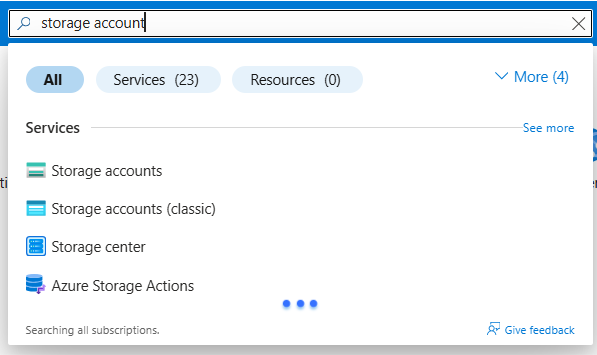 storage account
All Services (23) Resources (0) More (4)
Services See more
Storage accounts
Storage accounts (classic)
Storage center
Azure Storage Actions
Searching all subscriptions. Give feedback